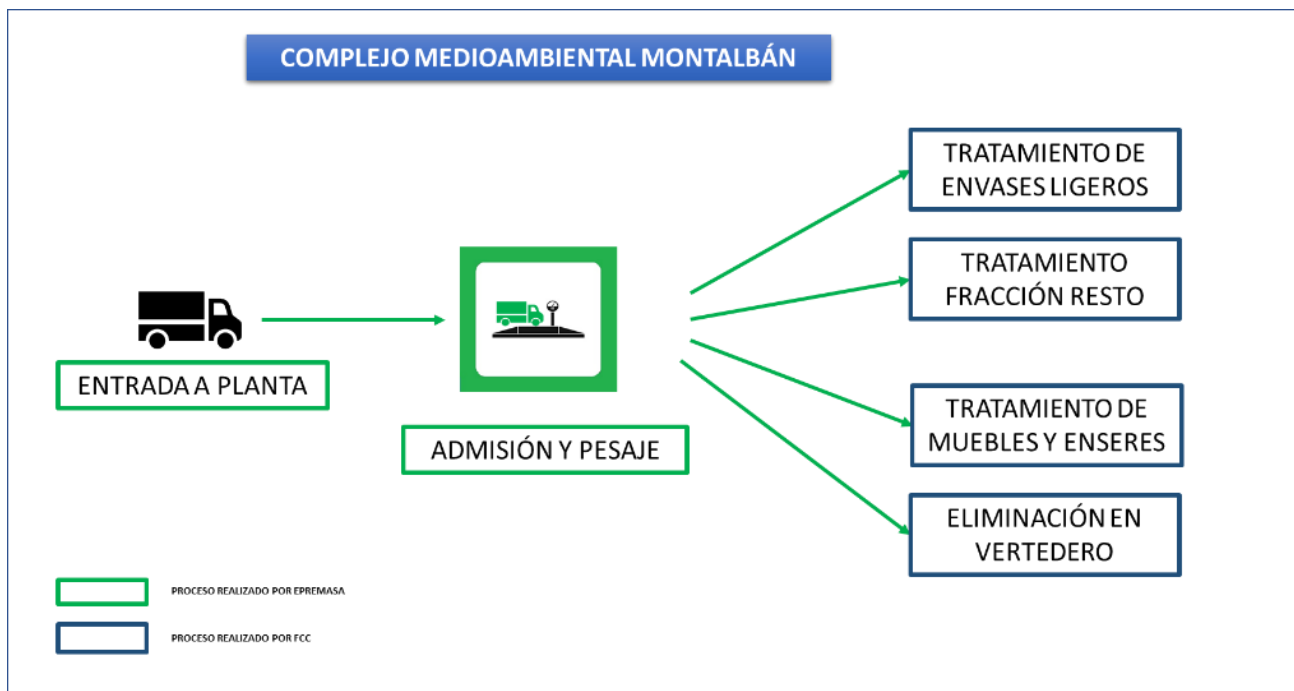 COMPLEJO MEDIOAMBIENTAL MONTALBÁN
ENTRADA A PLANTA
ADMISIÓN Y PESAJE
TRATAMIENTO DE
ENVASES LIGEROS
TRATAMIENTO
FRACCIÓN RESTO
TRATAMIENTO DE
MUEBLES Y ENSERES
ELIMINACIÓN EN
VERTEDERO
PROCESO REALIZADO POR EPREMASA
PROCESO REALIZADO POR FCC